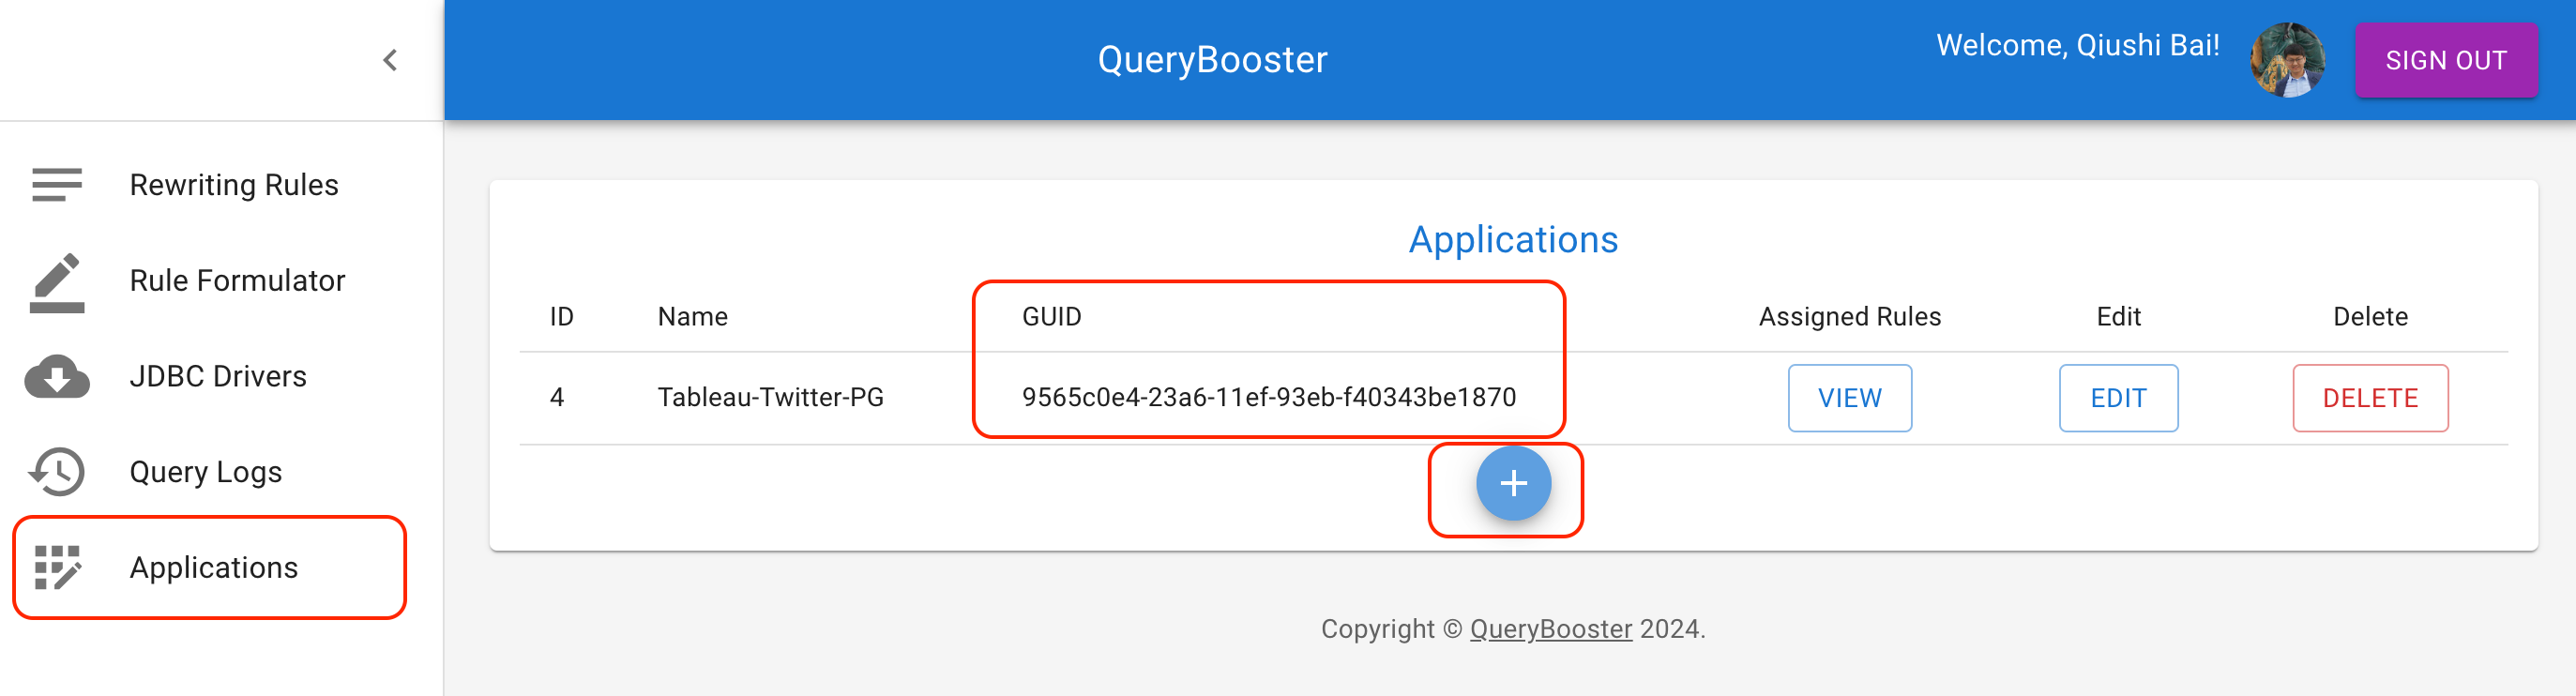 QueryBooster
Welcome, Qiushi Bai!
SIGN OUT
Rewriting Rules
Rule Formulator
JDBC Drivers
Query Logs
Applications
Applications
ID Name GUID Assigned Rules Edit Delete
4 Tableau-Twitter-PG 9565c0e4-23a6-11ef-93eb-f40343be1870 VIEW EDIT DELETE
+
Copyright © QueryBooster 2024.